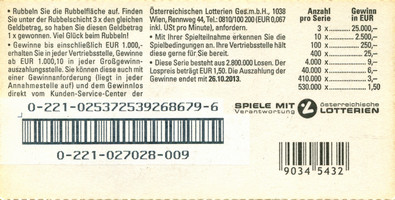 • Rubbeln Sie die Rubbelfläche auf. Finden
Sie unter der Rubbelschicht 3 x den gleichen
Geldbetrag, so haben Sie diesen Geldbetrag
1 x gewonnen. Viel Glück beim Rubbeln!
• Gewinne bis einschließlich EUR 1.000,
erhalten Sie in jeder Vertriebsstelle, Gewinne
ab EUR 1.000,10 in jeder Großgewinn-
auszahlungsstelle. Sie können diese auch mit
einer Gewinnanforderung (liegt in jeder
Annahmestelle auf) und dem Gewinnlos
direkt vom Kunden-Service-Center der
Österreichischen Lotterien Ges.m.b.H., 1038
Wien, Rennweg 44, Tel.: 0810/100 200 (EUR 0,067
inkl. USt pro Minute), anfordern.
• Mit Ihrer Spielteilnahme erkennen Sie die
Spielbedingungen an. Ihre Vertriebsstelle hält
diese gerne für Sie bereit.
• Diese Serie besteht aus 2.800.000 Losen. Der
Lospreis beträgt EUR 1,50. Die Auszahlung der
Gewinne endet mit 26.10.2013.
Anzahl pro Serie Gewinn in EUR
3 x 25.000,–
10 x 2.500,–
100 x 250,–
400 x 25,–
4.000 x 9,–
10.000 x 6,–
410.000 x 3,–
530.000 x 1,50
0-221-025372539268679-6
0-221-027028-009
SPIELE MIT
Verantwortung
österreichische
LOTTERIEN
9034 5432